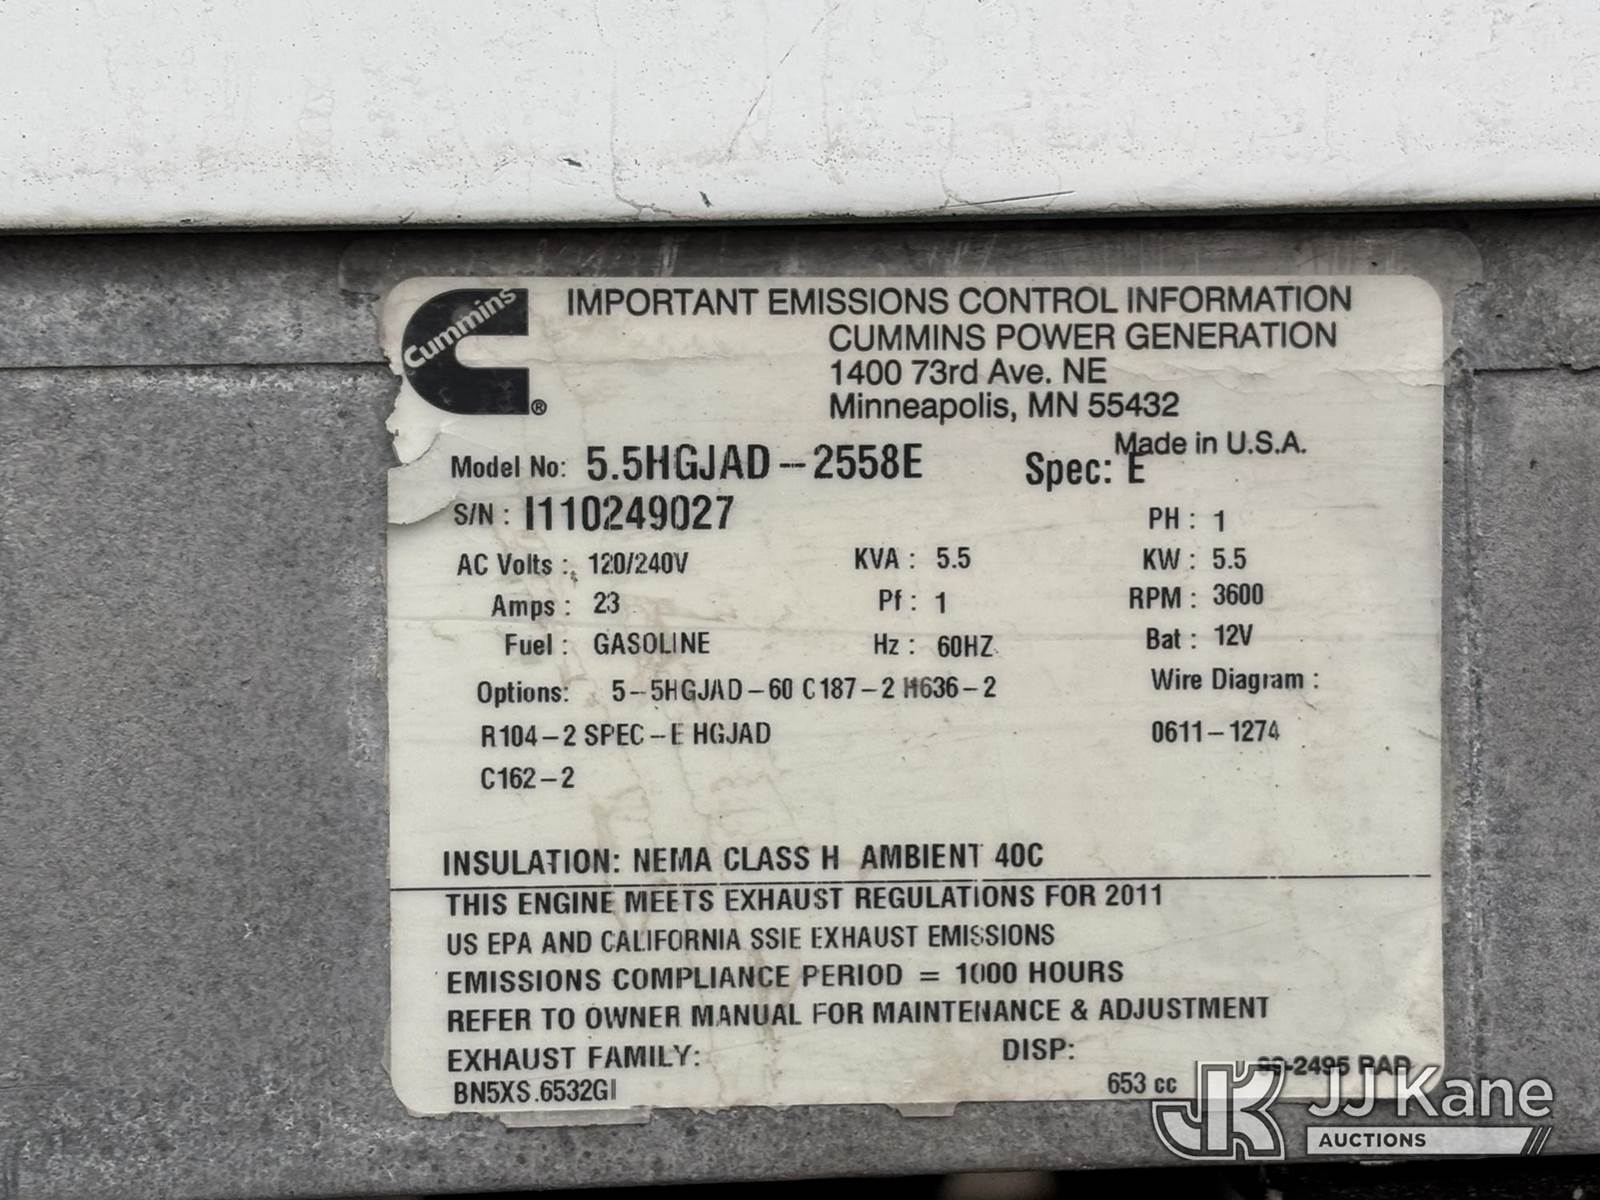 Cummins
IMPORTANT EMISSIONS CONTROL INFORMATION
CUMMINS POWER GENERATION
1400 73rd Ave. NE
Minneapolis, MN 55432
Made in U.S.A.
Model No: 5.5HGJAD-2558E Spec: E
S/N : I110249027 PH : 1
AC Volts : 120/240V KVA : 5.5 KW : 5.5
Amps : 23 Pf : 1 RPM : 3600
Fuel : GASOLINE Hz : 60HZ Bat : 12V
Options: 5-5HGJAD-60 C187-2 H636-2 Wire Diagram :
R104-2 SPEC-E HGJAD 0611-1274
C162-2
INSULATION: NEMA CLASS H AMBIENT 40C
THIS ENGINE MEETS EXHAUST REGULATIONS FOR 2011
US EPA AND CALIFORNIA SSIE EXHAUST EMISSIONS
EMISSIONS COMPLIANCE PERIOD = 1000 HOURS
REFER TO OWNER MANUAL FOR MAINTENANCE & ADJUSTMENT
EXHAUST FAMILY: DISP:
BN5XS.6532GI 653 cc
JJ Kane
AUCTIONS